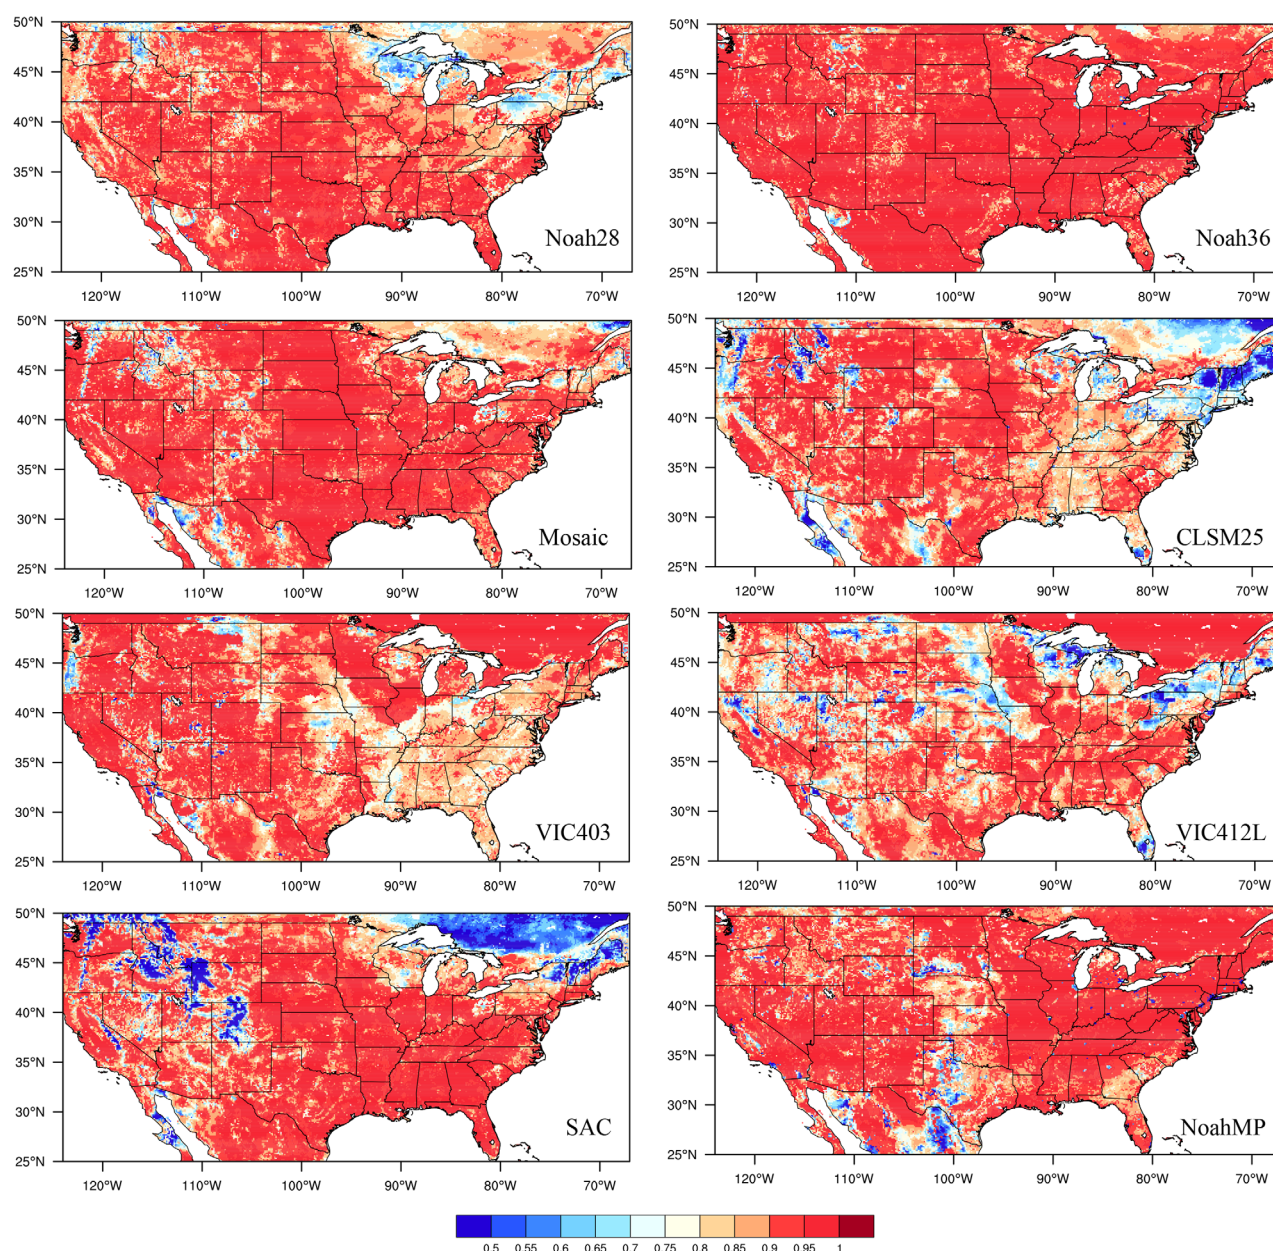 50°N 50°N
45°N 45°N
40°N 40°N
35°N 35°N
30°N 30°N
Noah28 Noah36
25°N 25°N
120°W 110°W 100°W 90°W 80°W 70°W 120°W 110°W 100°W 90°W 80°W 70°W
50°N 50°N
45°N 45°N
40°N 40°N
35°N 35°N
30°N 30°N
Mosaic CLSM25
25°N 25°N
120°W 110°W 100°W 90°W 80°W 70°W 120°W 110°W 100°W 90°W 80°W 70°W
50°N 50°N
45°N 45°N
40°N 40°N
35°N 35°N
30°N 30°N
VIC403 VIC412L
25°N 25°N
120°W 110°W 100°W 90°W 80°W 70°W 120°W 110°W 100°W 90°W 80°W 70°W
50°N 50°N
45°N 45°N
40°N 40°N
35°N 35°N
30°N 30°N
SAC NoahMP
25°N 25°N
120°W 110°W 100°W 90°W 80°W 70°W 120°W 110°W 100°W 90°W 80°W 70°W
0.5 0.55 0.6 0.65 0.7 0.75 0.8 0.85 0.9 0.95 1